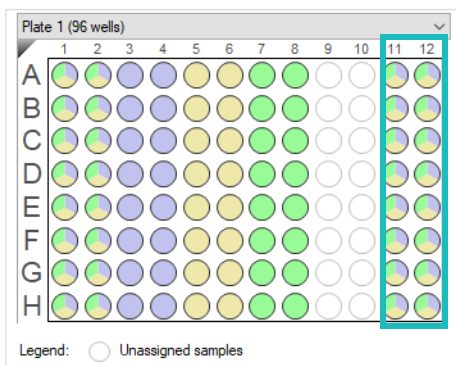 Plate 1 (96 wells)
1 2 3 4 5 6 7 8 9 10 11 12
A
B
C
D
E
F
G
H
Legend: Unassigned samples